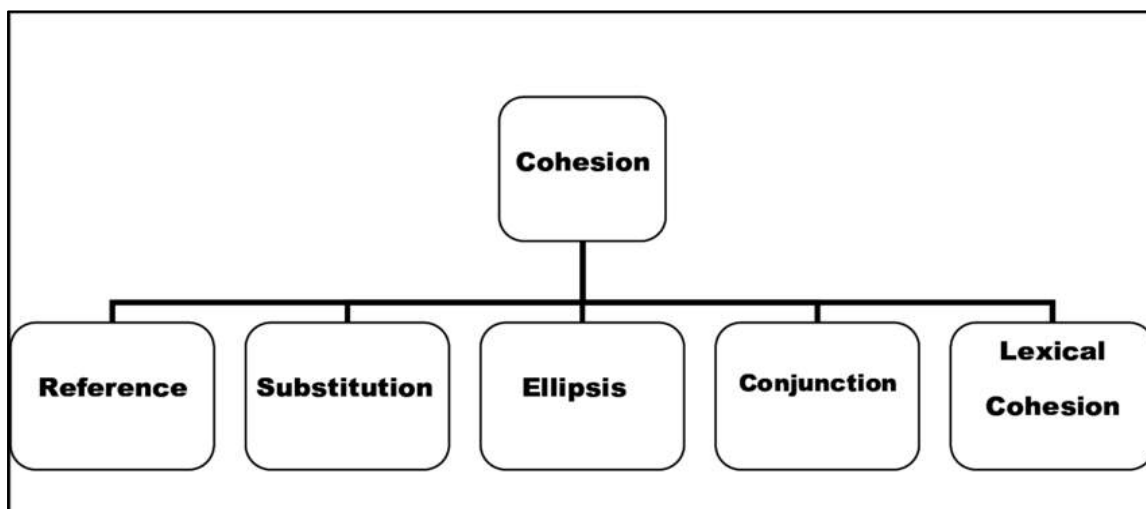 Cohesion
Reference
Substitution
Ellipsis
Conjunction
Lexical
Cohesion